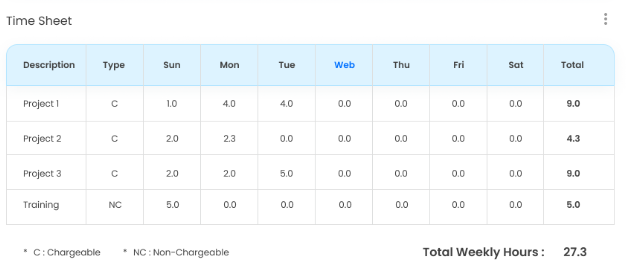 Time Sheet
Description Type Sun Mon Tue Web Thu Fri Sat Total
Project 1 C 1.0 4.0 4.0 0.0 0.0 0.0 0.0 9.0
Project 2 C 2.0 2.3 0.0 0.0 0.0 0.0 0.0 4.3
Project 3 C 2.0 2.0 5.0 0.0 0.0 0.0 0.0 9.0
Training NC 5.0 0.0 0.0 0.0 0.0 0.0 0.0 5.0
* C : Chargeable * NC : Non-Chargeable Total Weekly Hours : 27.3